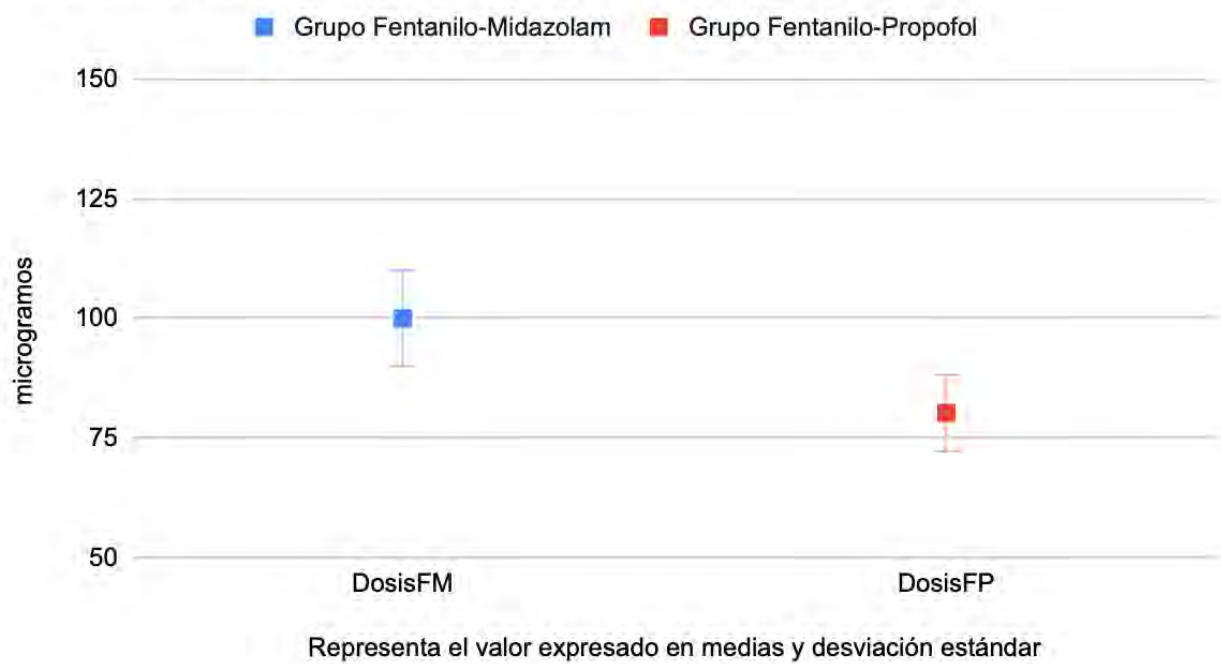 Grupo Fentanilo-Midazolam Grupo Fentanilo-Propofol
150
125
100
75
50
microgramos
DosisFM DosisFP
Representa el valor expresado en medias y desviación estándar